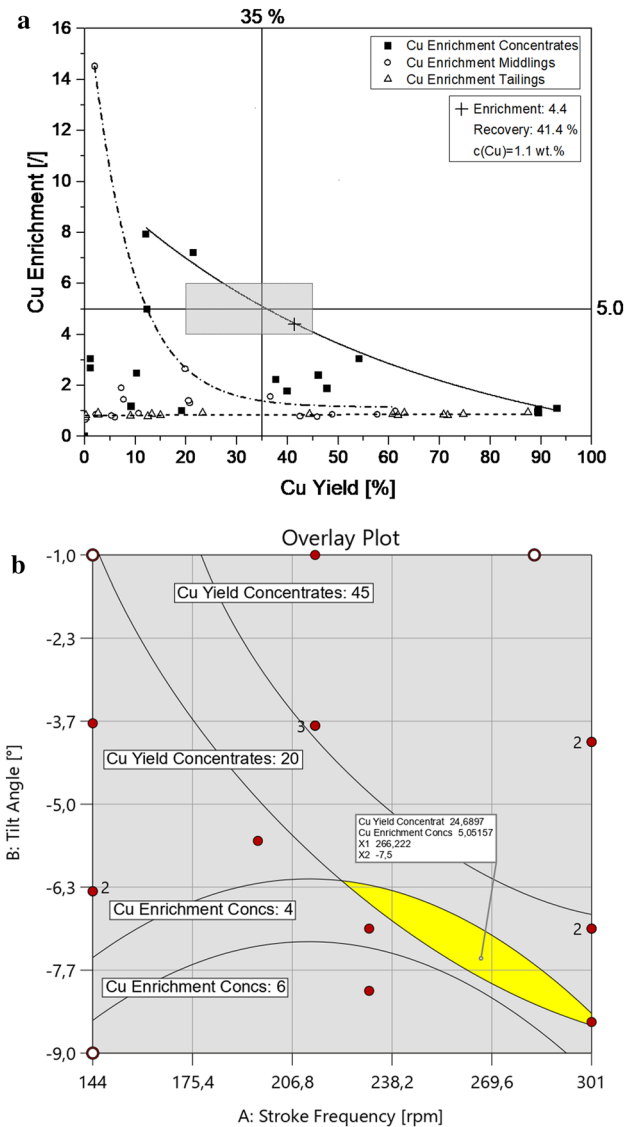 a
35 %
16
14
12
10
8
6
4
2
0
Cu Enrichment [/]
Cu Enrichment Concentrates
Cu Enrichment Middlings
Cu Enrichment Tailings
Enrichment: 4.4
Recovery: 41.4 %
c(Cu)=1.1 wt.%
5.0
0 10 20 30 40 50 60 70 80 90 100
Cu Yield [%]
b
Overlay Plot
-1,0
-2,3
-3,7
-5,0
-6,3
-7,7
-9,0
B: Tilt Angle [°]
Cu Yield Concentrates: 45
3
2
Cu Yield Concentrates: 20
Cu Yield Concentrat 24,6897
Cu Enrichment Concs 5,05157
X1 266,222
X2 -7,5
2
Cu Enrichment Concs: 4
2
Cu Enrichment Concs: 6
144 175,4 206,8 238,2 269,6 301
A: Stroke Frequency [rpm]